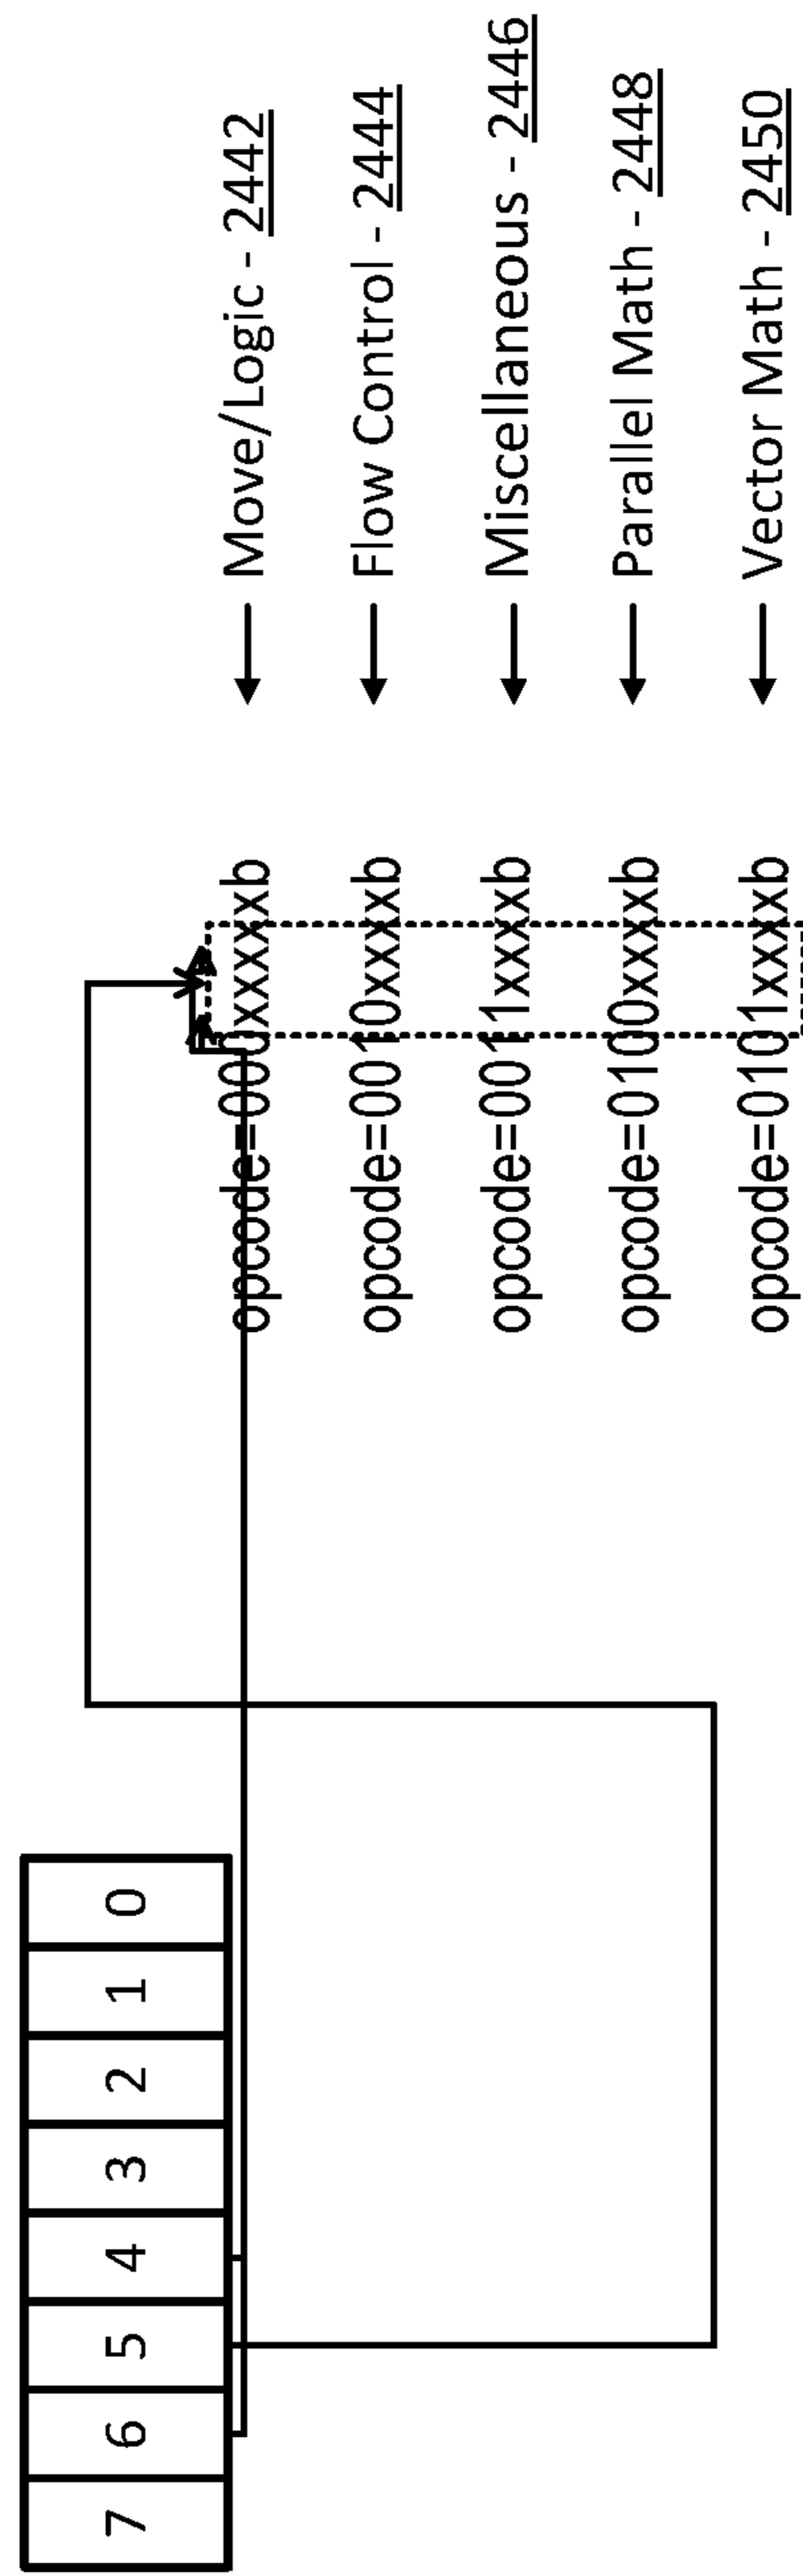 7 6 5 4 3 2 1 0
opcode=000xxxxxb ← Move/Logic - 2442
opcode=0010xxxxb ← Flow Control - 2444
opcode=0011xxxxb ← Miscellaneous - 2446
opcode=0100xxxxb ← Parallel Math - 2448
opcode=0101xxxxb ← Vector Math - 2450